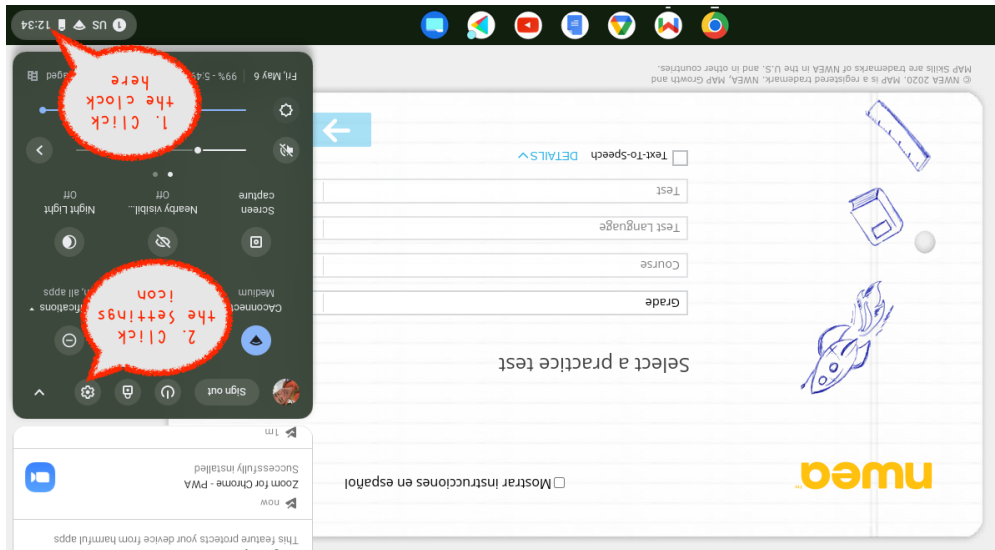 This feature protects your device from harmful apps
now
Zoom for Chrome - PWA
Successfully installed
1m
nwea
Mostrar instrucciones en español
Select a practice test
Grade
Course
Test Language
Test
Text-To-Speech DETAILS
Sign out
CAConnect
Medium
2. Click
the Settings
icon
Screen
capture
Nearby visibil...
Off
Night Light
Off
Fri, May 6
99% - 5:4
aged
1. Click
the clock
here
© NWEA 2020. MAP is a registered trademark. NWEA, MAP Growth and
MAP Skills are trademarks of NWEA in the U.S. and in other countries.
1 US 12:34